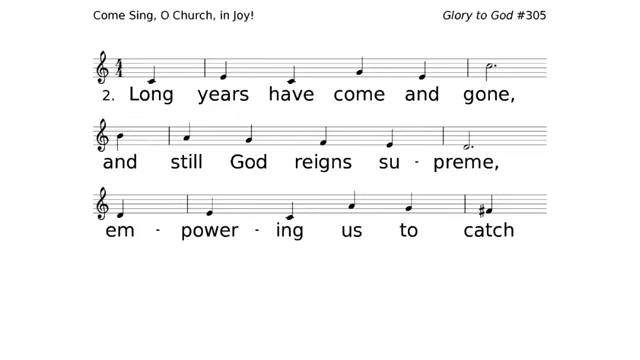 Come Sing, O Church, in Joy! Glory to God #305
2. Long years have come and gone,
and still God reigns su - preme,
em - power - ing us to catch